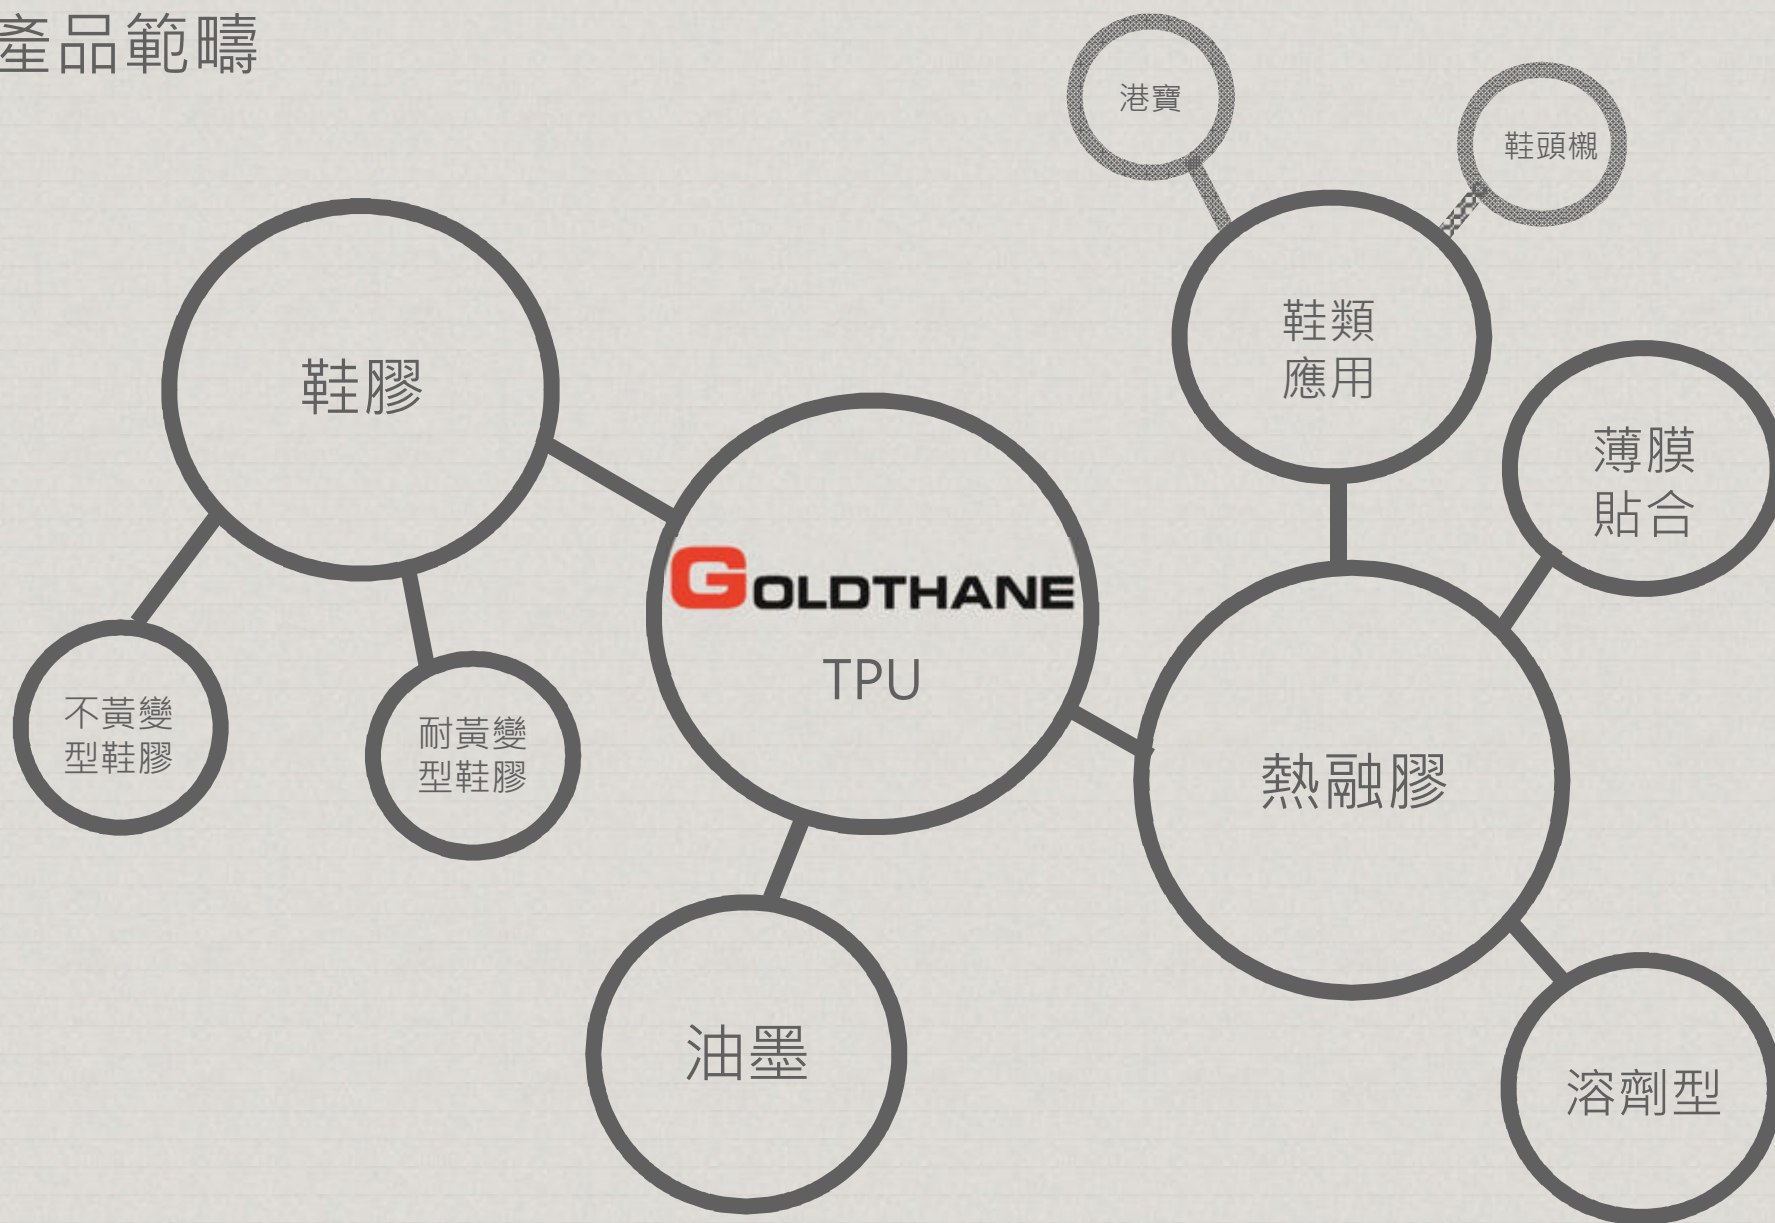 產品範疇
港寶
鞋頭襯
鞋類
應用
鞋膠
薄膜
貼合
GOLDTHANE
TPU
不黃變
型鞋膠
耐黃變
型鞋膠
熱融膠
油墨
溶劑型